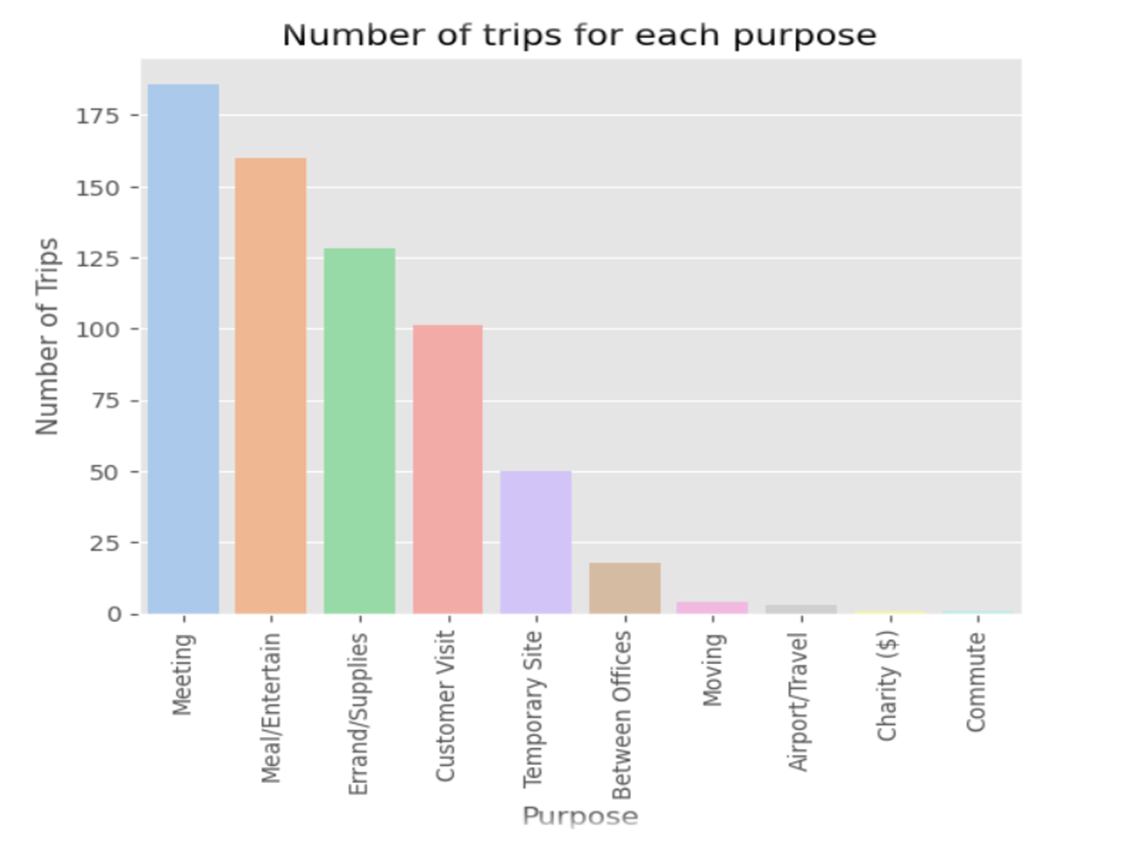 Number of trips for each purpose
Number of Trips
175
150
125
100
75
50
25
0
Meeting
Meal/Entertain
Errand/Supplies
Customer Visit
Temporary Site
Between Offices
Moving
Airport/Travel
Charity ($)
Commute
Purpose